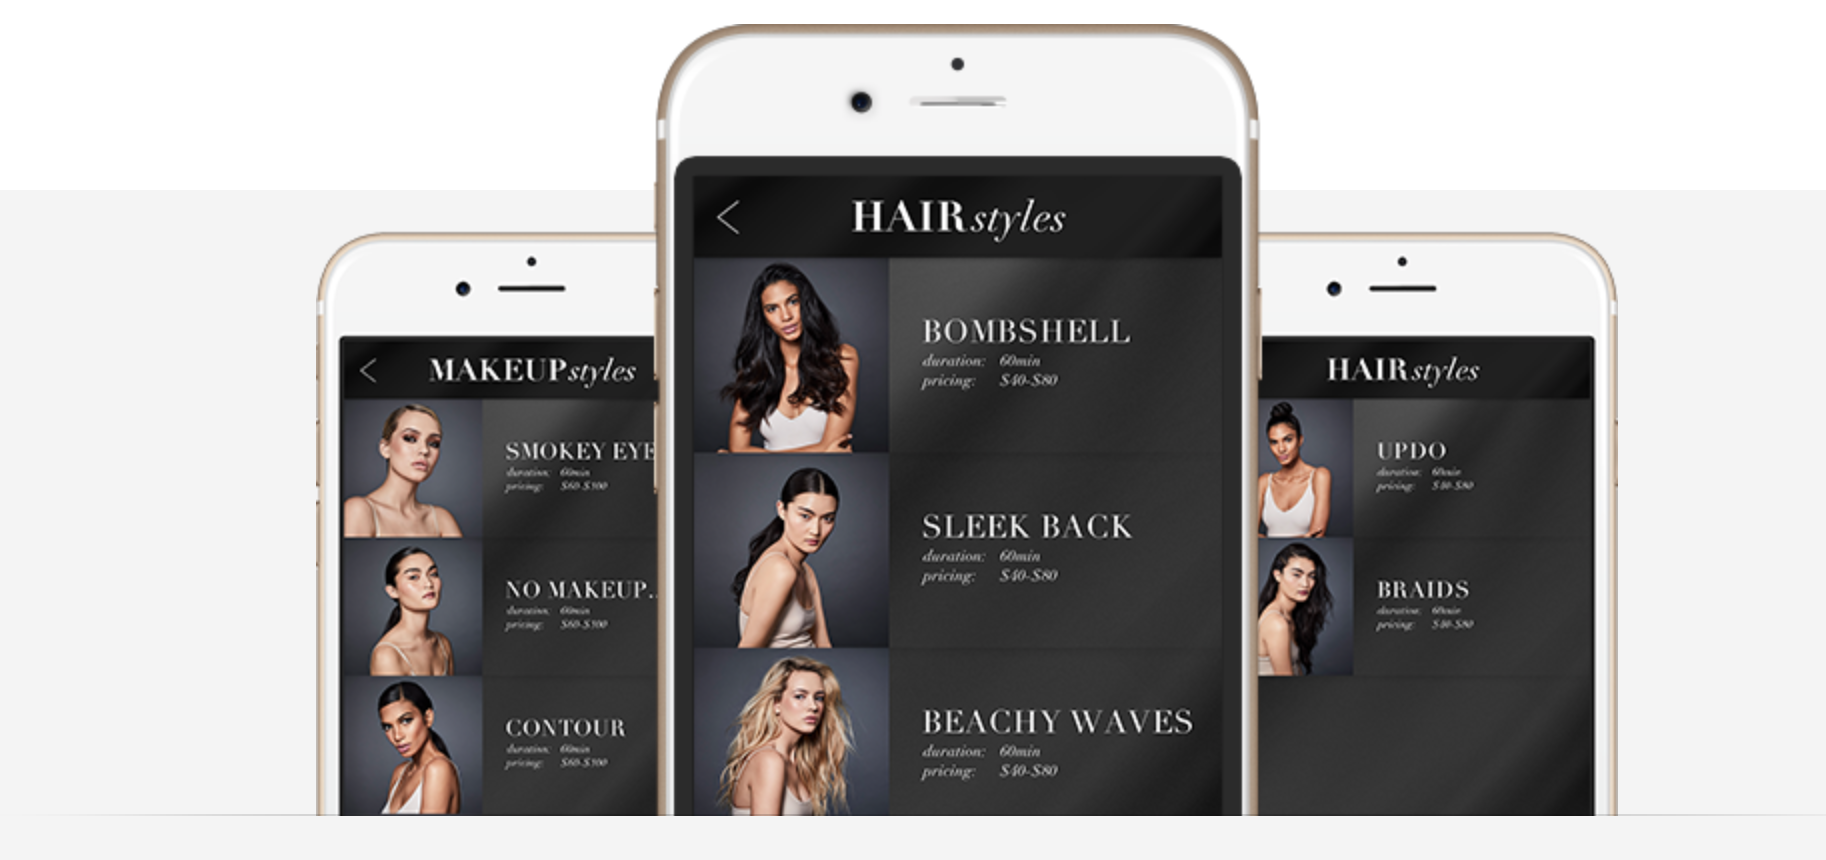 MAKEUPstyles
SMOKEY EYE
duration: 60min
pricing: $60-$100
NO MAKEUP..
duration: 60min
pricing: $60-$100
CONTOUR
duration: 60min
pricing: $60-$100
HAIRstyles
BOMBSHELL
duration: 60min
pricing: $40-$80
SLEEK BACK
duration: 60min
pricing: $40-$80
BEACHY WAVES
duration: 60min
pricing: $40-$80
HAIRstyles
UPDO
duration: 60min
pricing: $40-$80
BRAIDS
duration: 60min
pricing: $40-$80